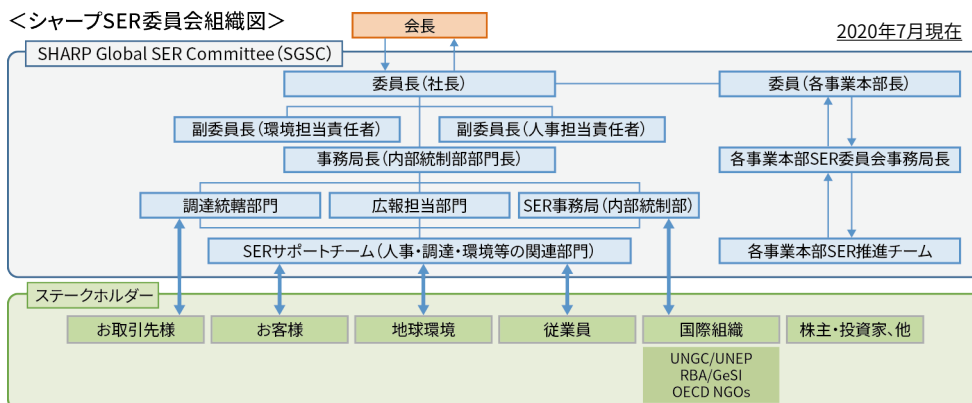 ＜シャープSER委員会組織図＞
会長
2020年7月現在
SHARP Global SER Committee（SGSC）
委員長（社長）
委員（各事業本部長）
副委員長（環境担当責任者）
副委員長（人事担当責任者）
事務局長（内部統制部部門長）
各事業本部SER委員会事務局長
調達統轄部門
広報担当部門
SER事務局（内部統制部）
SERサポートチーム（人事・調達・環境等の関連部門）
各事業本部SER推進チーム
ステークホルダー
お取引先様
お客様
地球環境
従業員
国際組織
株主・投資家、他
UNGC/UNEP
RBA/GeSI
OECD NGOs